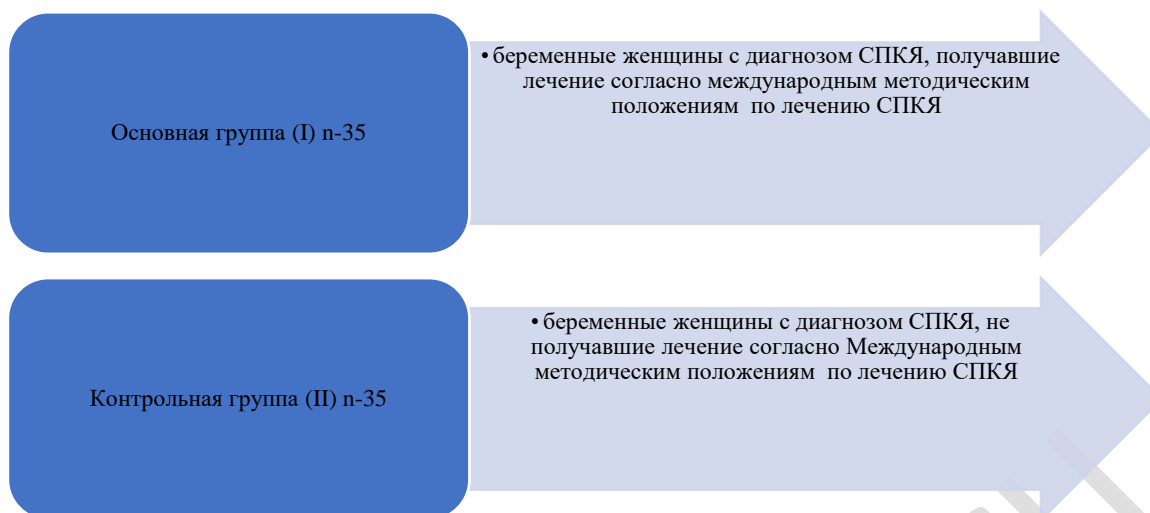 Основная группа (I) n-35
• беременные женщины с диагнозом СПКЯ, получавшие
лечение согласно международным методическим
положениям по лечению СПКЯ
Контрольная группа (II) n-35
• беременные женщины с диагнозом СПКЯ, не
получавшие лечение согласно Международным
методическим положениям по лечению СПКЯ